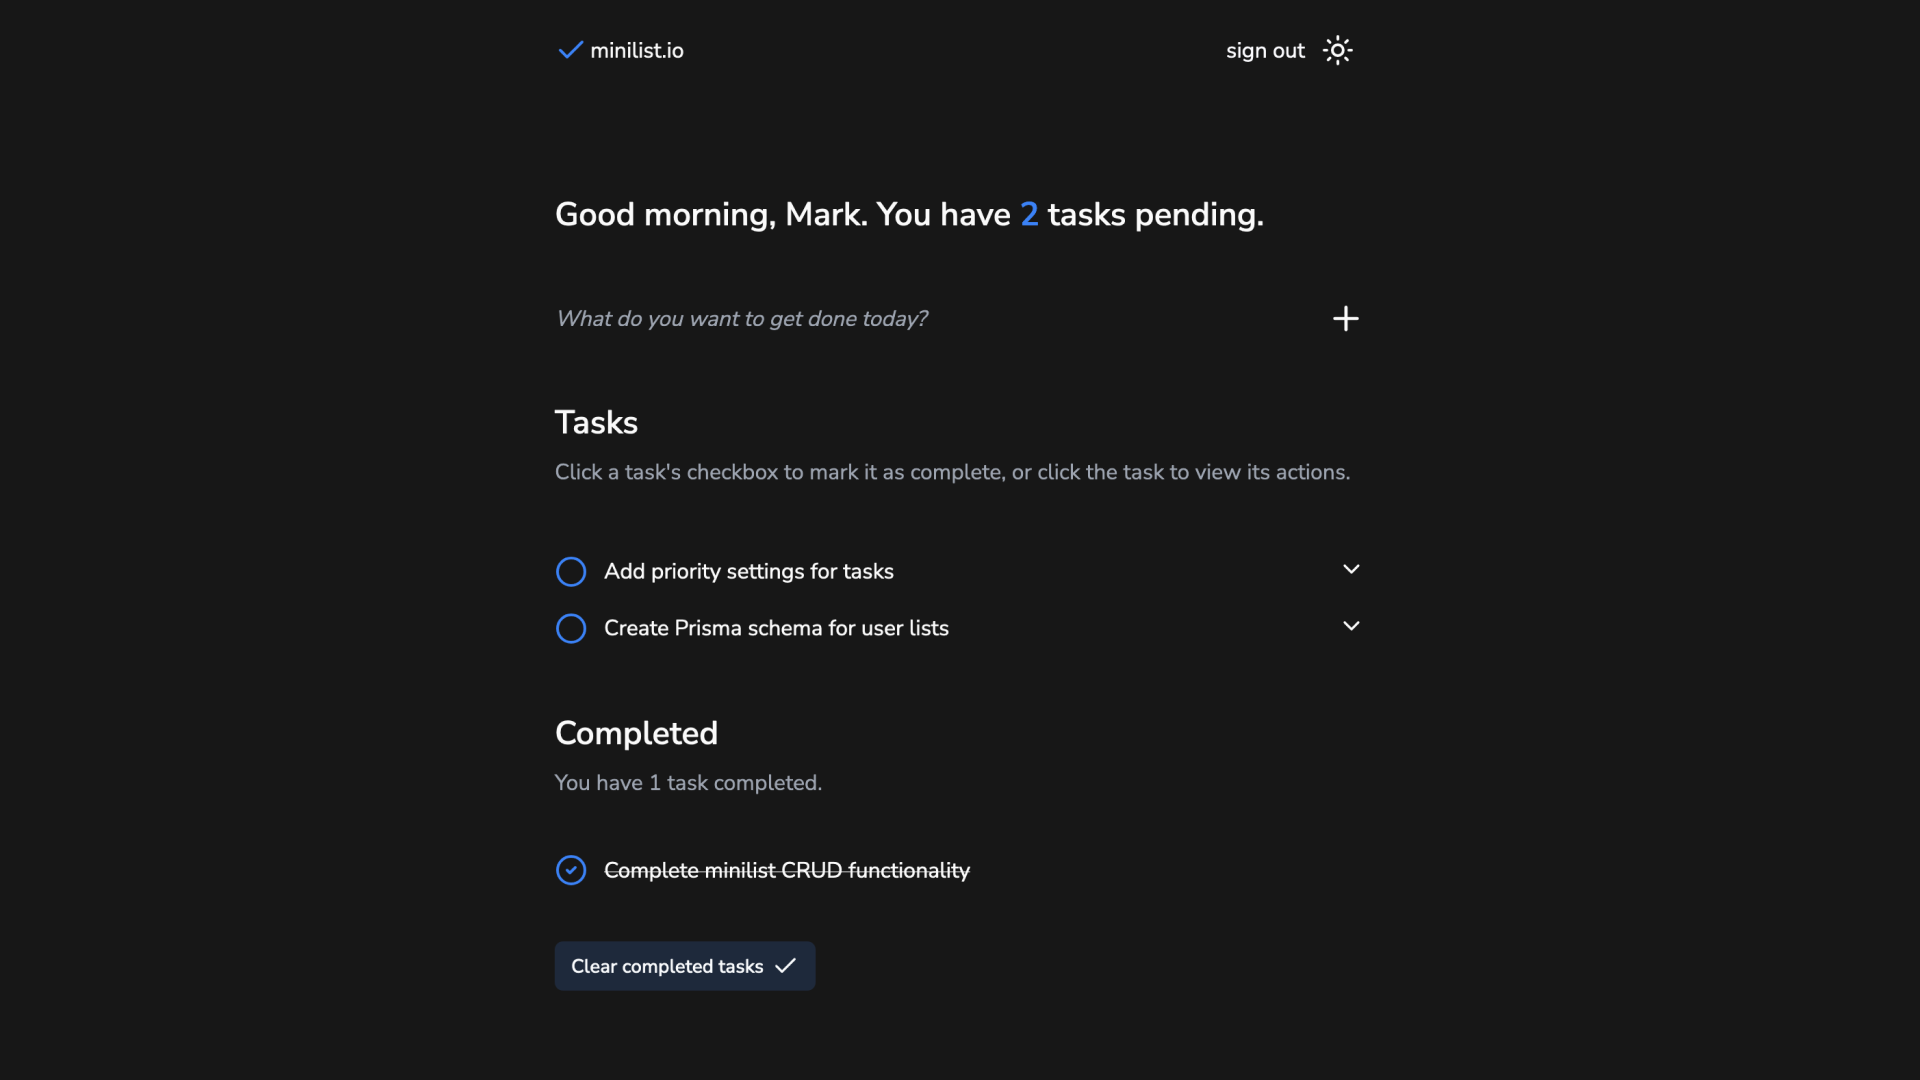 minilist.io
sign out
Good morning, Mark. You have 2 tasks pending.
What do you want to get done today?
Tasks
Click a task's checkbox to mark it as complete, or click the task to view its actions.
Add priority settings for tasks
Create Prisma schema for user lists
Completed
You have 1 task completed.
Complete minilist CRUD functionality
Clear completed tasks